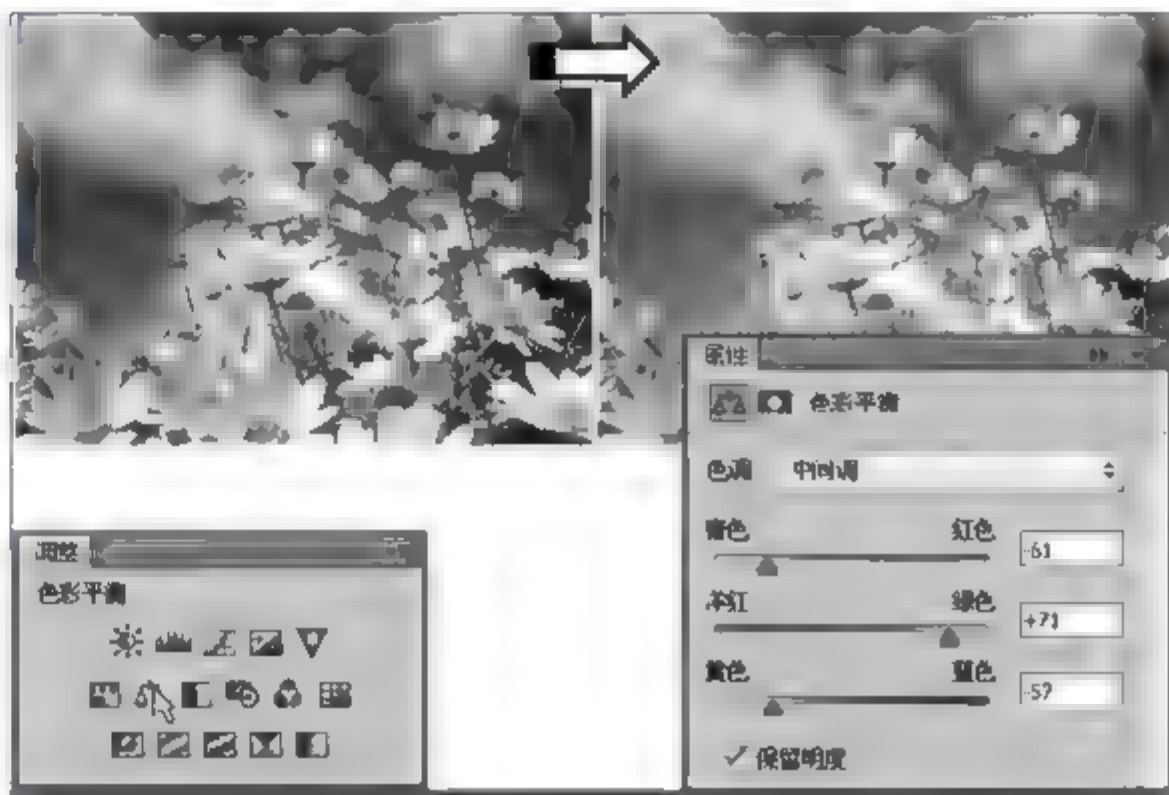 属性
色彩平衡
色调 中间调
青色 红色 -61
洋红 绿色 +71
黄色 蓝色 -57
保留明度
调整
色彩平衡